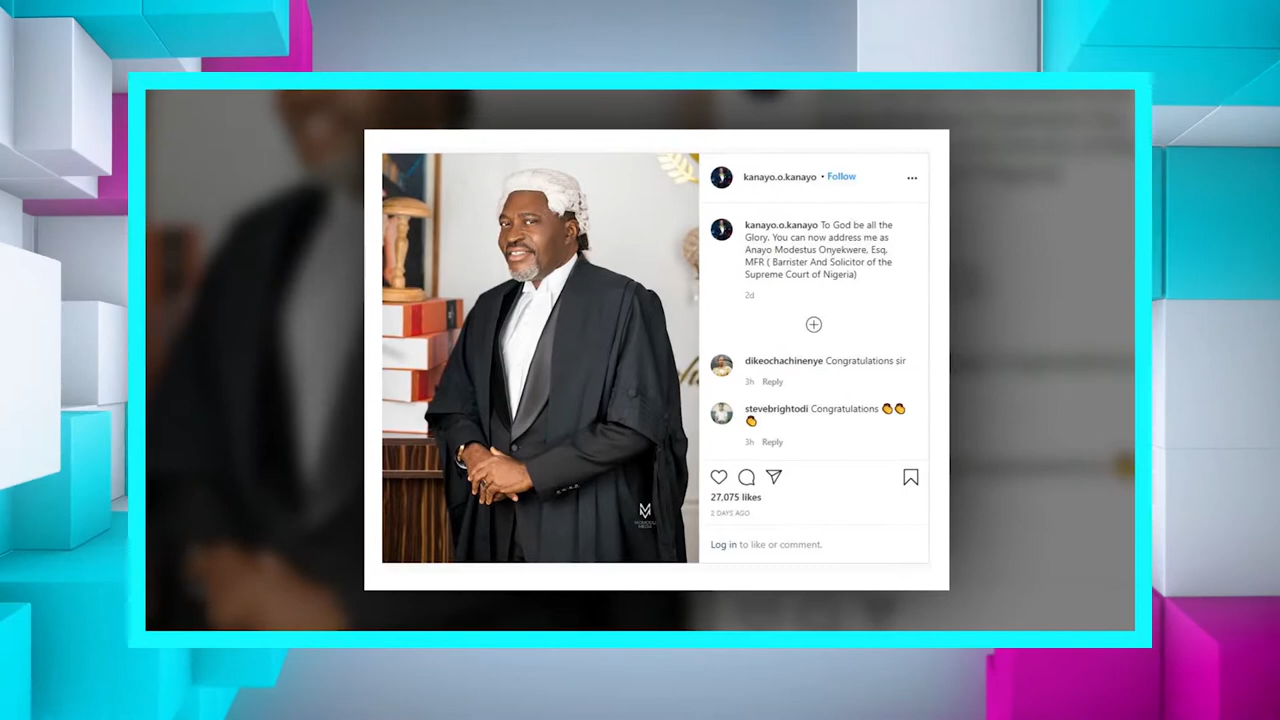 kanayo.o.kanayo • Follow
kanayo.o.kanayo To God be all the
Glory. You can now address me as
Anayo Modestus Onyekwere, Esq,
MFR ( Barrister And Solicitor of the
Supreme Court of Nigeria)
2d
dikeochachinenye Congratulations sir
3h Reply
stevebrightodi Congratulations 👏👏
👏
3h Reply
27,075 likes
2 DAYS AGO
Log in to like or comment.